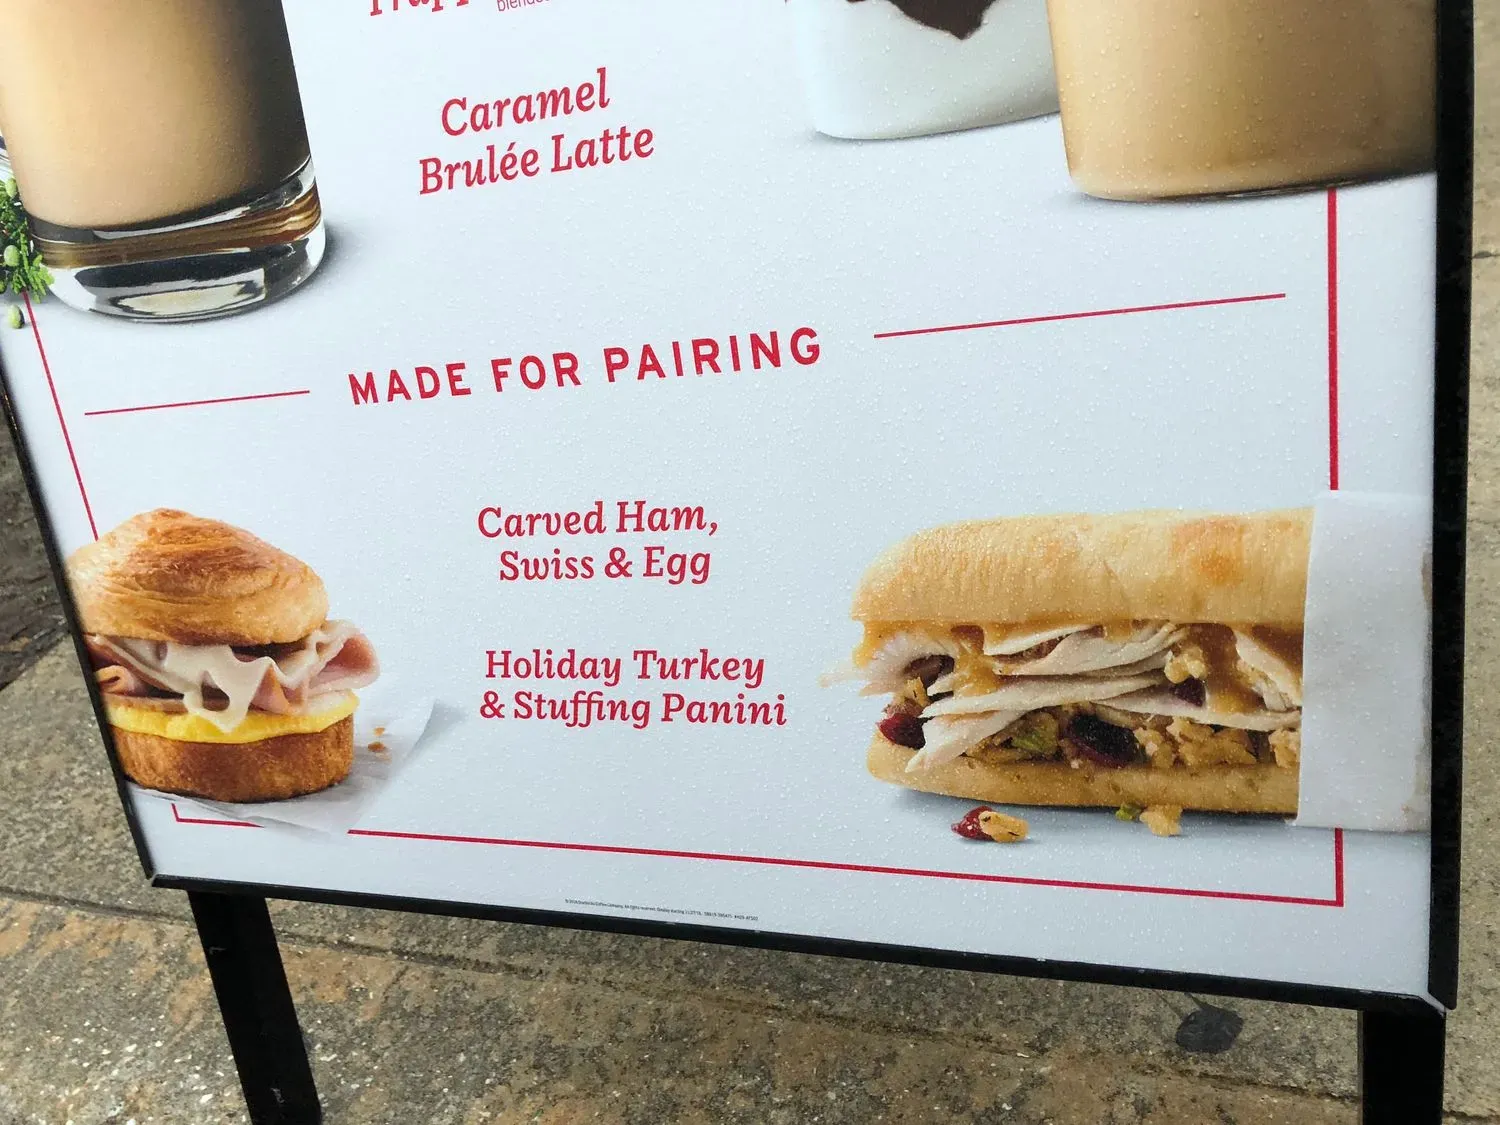 Caramel
Brulée Latte
MADE FOR PAIRING
Carved Ham,
Swiss & Egg
Holiday Turkey
& Stuffing Panini